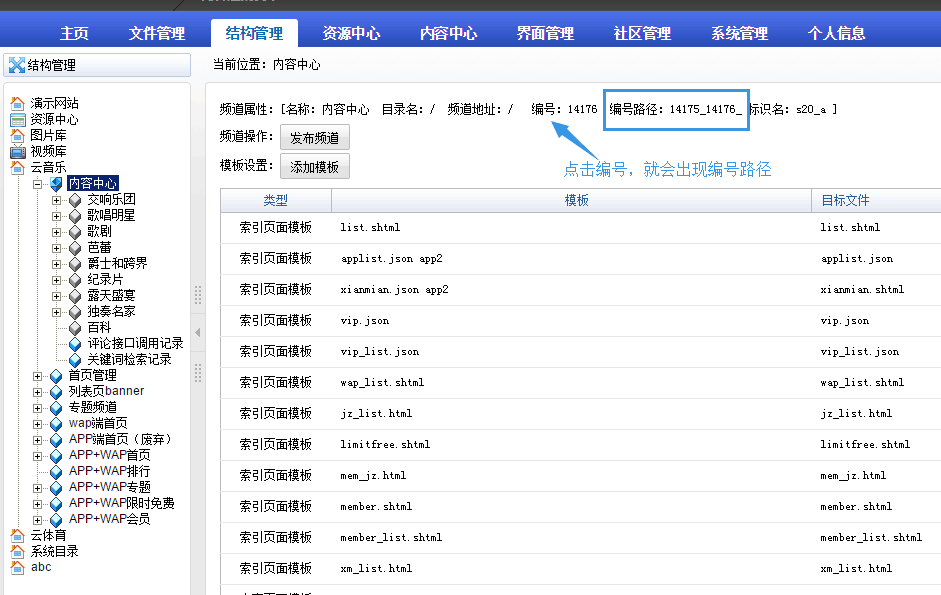 主页 文件管理 结构管理 资源中心 内容中心 界面管理 社区管理 系统管理 个人信息
结构管理
当前位置: 内容中心
演示网站
资源中心
图片库
视频库
云音乐
内容中心
交响乐团
歌唱明星
歌剧
芭蕾
爵士和跨界
纪录片
露天盛宴
独奏名家
百科
评论接口调用记录
关键词检索记录
首页管理
列表页banner
专题频道
wap端首页
APP端首页（废弃）
APP+WAP首页
APP+WAP排行
APP+WAP专题
APP+WAP限时免费
APP+WAP会员
云体育
系统目录
abc
频道属性: [名称: 内容中心 目录名: / 频道地址: / 编号: 14176 编号路径: 14175_14176_ 标识名: s20_a ]
频道操作: 发布频道
点击编号，就会出现编号路径
模板设置: 添加模板
类型 模板 目标文件
索引页面模板 list.shtml list.shtml
索引页面模板 applist.json app2 applist.json
索引页面模板 xianmian.json app2 xianmian.shtml
索引页面模板 vip.json vip.json
索引页面模板 vip_list.json vip_list.json
索引页面模板 wap_list.shtml wap_list.shtml
索引页面模板 jz_list.html jz_list.html
索引页面模板 limitfree.shtml limitfree.shtml
索引页面模板 mem_jz.html mem_jz.html
索引页面模板 member.shtml member.shtml
索引页面模板 member_list.shtml member_list.shtml
索引页面模板 xm_list.html xm_list.html